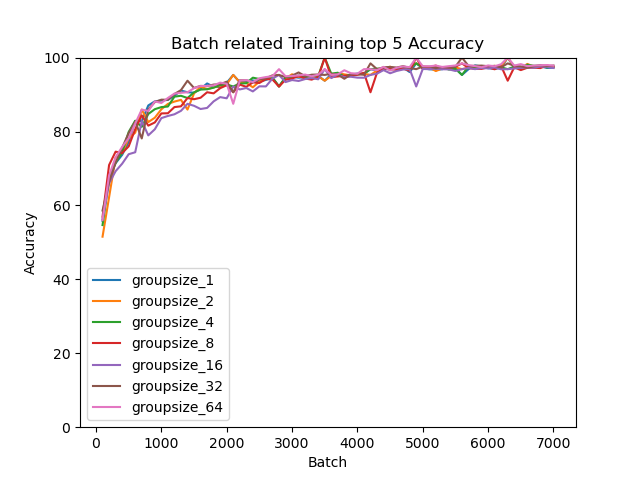 Batch related Training top 5 Accuracy
100
80
60
40
20
0
Accuracy
groupsize_1
groupsize_2
groupsize_4
groupsize_8
groupsize_16
groupsize_32
groupsize_64
0 1000 2000 3000 4000 5000 6000 7000
Batch